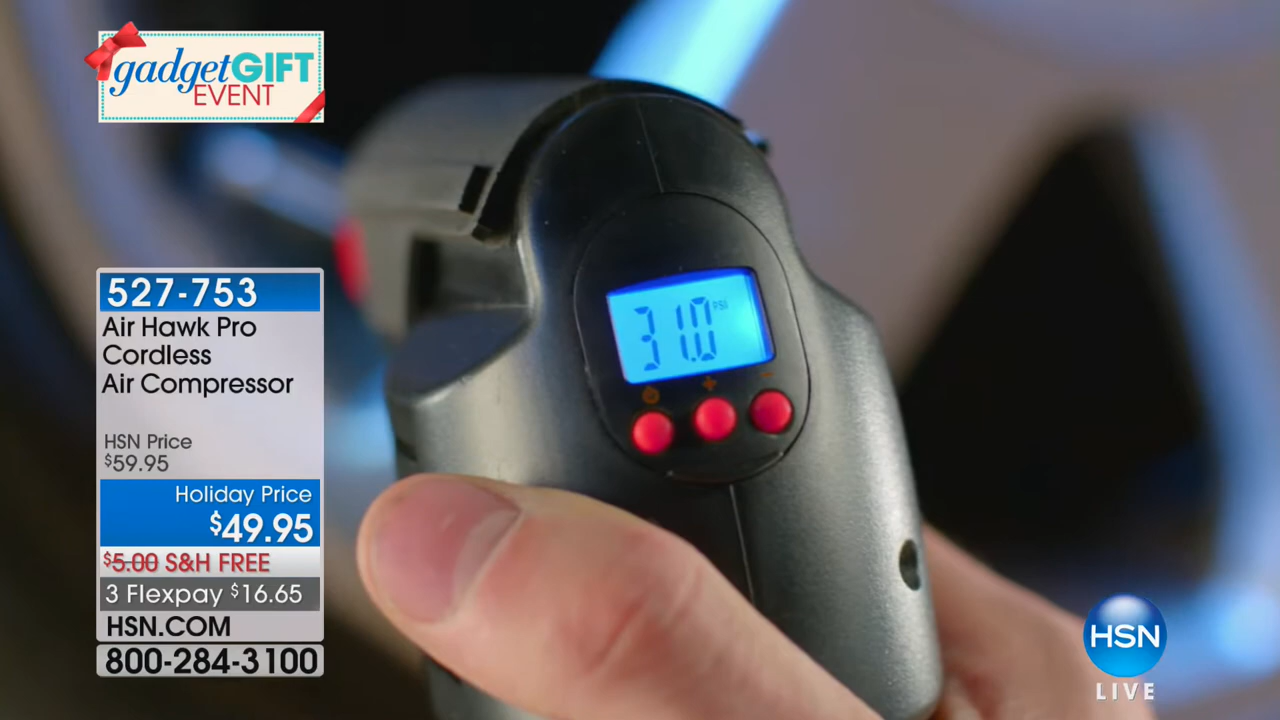 gadgetGIFT
EVENT
527-753
Air Hawk Pro
Cordless
Air Compressor
HSN Price
$59.95
Holiday Price
$49.95
$5.00 S&H FREE
3 Flexpay $16.65
HSN.COM
800-284-3100
31.0 PSI
HSN
LIVE